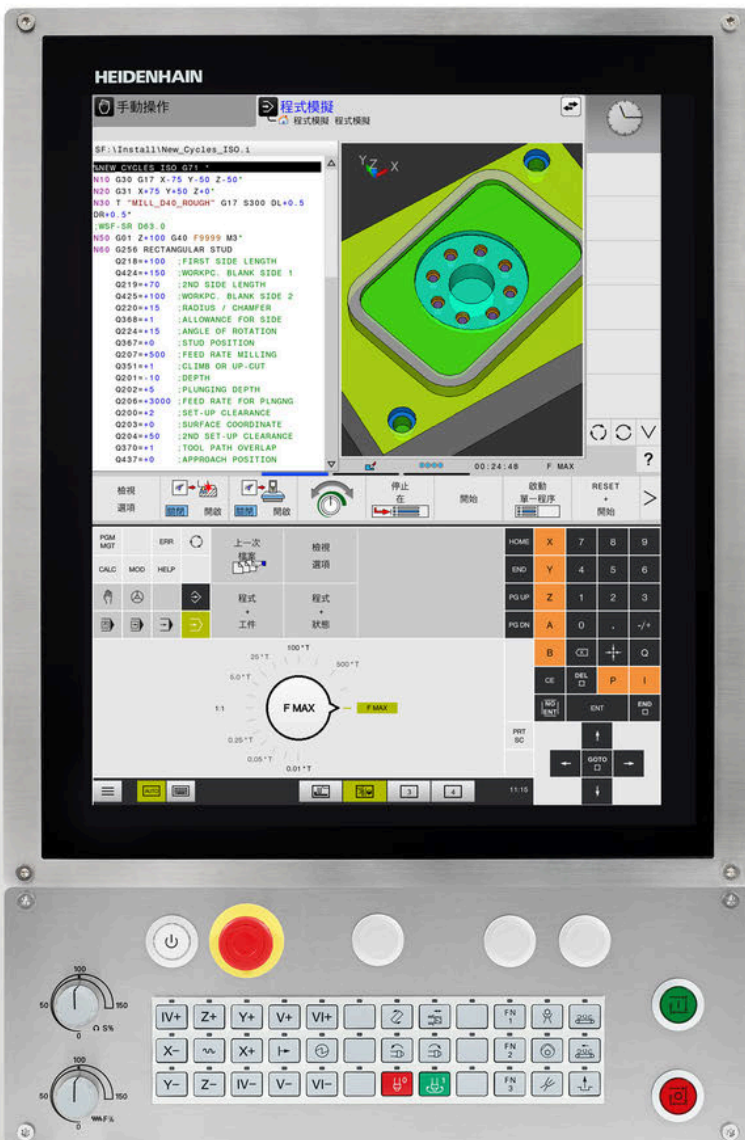 HEIDENHAIN
手動操作
程式模擬
程式模擬 程式模擬
SF:\Install\New_Cycles_ISO.i
%NEW_CYCLES_ISO G71 *
N10 G30 G17 X-75 Y-50 Z-50*
N20 G31 X+75 Y+50 Z+0*
N30 T "MILL_D40_ROUGH" G17 S300 DL+0.5
DR+0.5*
;WSF-SR D63.0
N50 G01 Z+100 G40 F9999 M3*
N60 G256 RECTANGULAR STUD
Q218=+100 ;FIRST SIDE LENGTH
Q424=+150 ;WORKPC. BLANK SIDE 1
Q219=+70 ;2ND SIDE LENGTH
Q425=+100 ;WORKPC. BLANK SIDE 2
Q220=+15 ;RADIUS / CHAMFER
Q368=+1 ;ALLOWANCE FOR SIDE
Q224=+15 ;ANGLE OF ROTATION
Q367=+0 ;STUD POSITION
Q207=+500 ;FEED RATE MILLING
Q351=+1 ;CLIMB OR UP-CUT
Q201=-10 ;DEPTH
Q202=+5 ;PLUNGING DEPTH
Q206=+3000 ;FEED RATE FOR PLNGNG
Q200=+2 ;SET-UP CLEARANCE
Q203=+0 ;SURFACE COORDINATE
Q204=+50 ;2ND SET-UP CLEARANCE
Q370=+1 ;TOOL PATH OVERLAP
Q437=+0 ;APPROACH POSITION
Y Z X
00:24:48 F MAX
?
檢視
選項
關閉 開啟
關閉 開啟
停止
在
開始
啟動
單一程序
RESET
+
開始
PGM
MGT
ERR
CALC MOD HELP
上一次
檔案
檢視
選項
程式
+
工件
程式
+
狀態
HOME X 7 8 9
END Y 4 5 6
PG UP Z 1 2 3
PG DN A 0 . -/+
B Q
CE DEL P I
NO
ENT ENT END
PRT
SC
GOTO
100*T
25*T 500*T
5.0*T
1:1 F MAX F MAX
0.25*T
0.05*T
0.01*T
AUTO 3 4 11:15
100
50 150
0 S%
100
50 150
0 F%
IV+ Z+ Y+ V+ VI+ FN
1
X- X+ FN
2
Y- Z- IV- V- VI- 0 1 FN
3